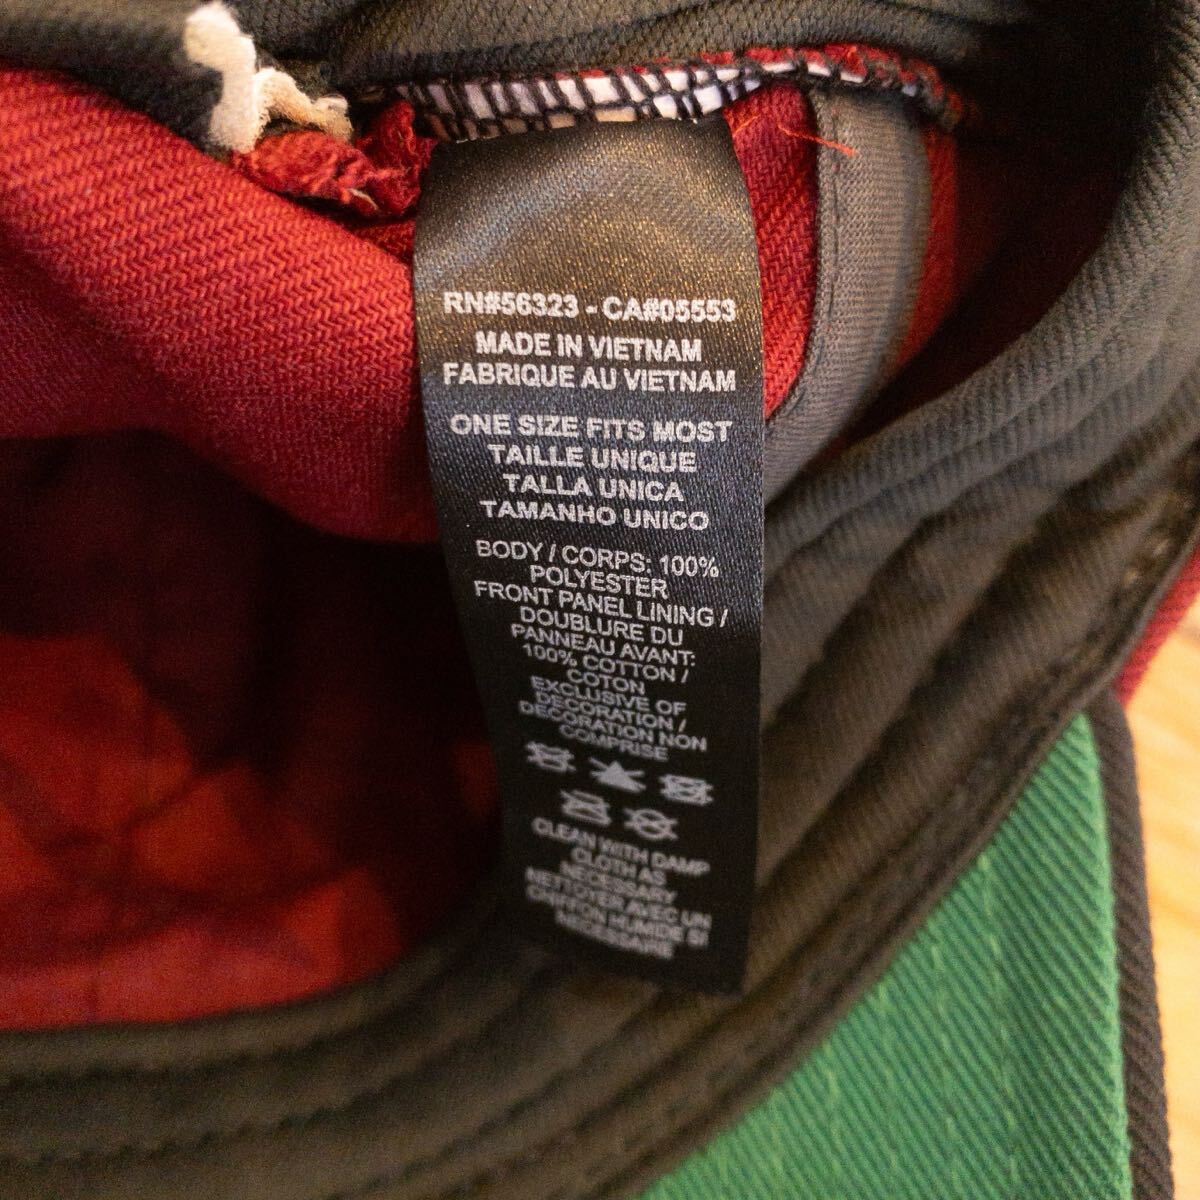 RN#56323 - CA#05553
MADE IN VIETNAM
FABRIQUE AU VIETNAM
ONE SIZE FITS MOST
TAILLE UNIQUE
TALLA UNICA
TAMANHO UNICO
BODY / CORPS: 100%
POLYESTER
FRONT PANEL LINING /
DOUBLURE DU
PANNEAU AVANT:
100% COTTON /
COTON
EXCLUSIVE OF
DECORATION /
DECORATION NON
COMPRISE
CLEAN WITH DAMP
CLOTH AS
NECESSARY
NETTOYER AVEC UN
CHIFFON HUMIDE SI
NECESSAIRE